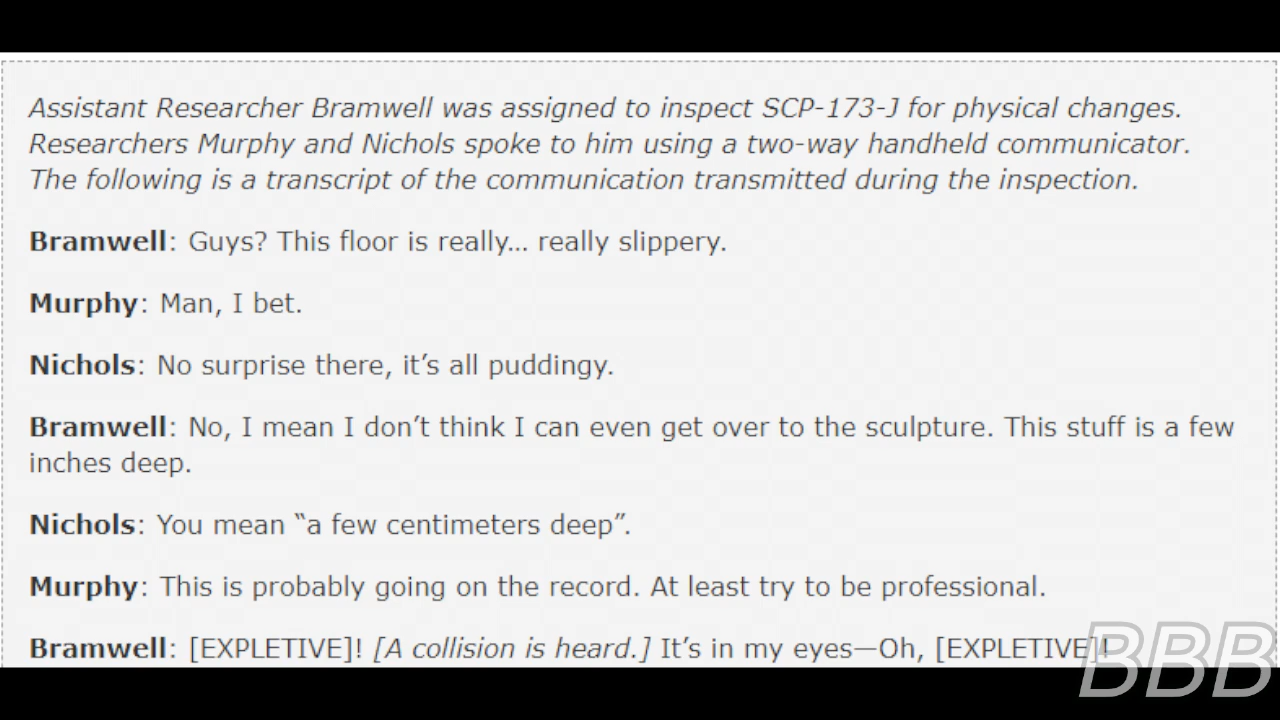 Assistant Researcher Bramwell was assigned to inspect SCP-173-J for physical changes.
Researchers Murphy and Nichols spoke to him using a two-way handheld communicator.
The following is a transcript of the communication transmitted during the inspection.
Bramwell: Guys? This floor is really… really slippery.
Murphy: Man, I bet.
Nichols: No surprise there, it’s all puddingy.
Bramwell: No, I mean I don’t think I can even get over to the sculpture. This stuff is a few
inches deep.
Nichols: You mean “a few centimeters deep”.
Murphy: This is probably going on the record. At least try to be professional.
Bramwell: [EXPLETIVE]! [A collision is heard.] It’s in my eyes—Oh, [EXPLETIVE]!
BBB